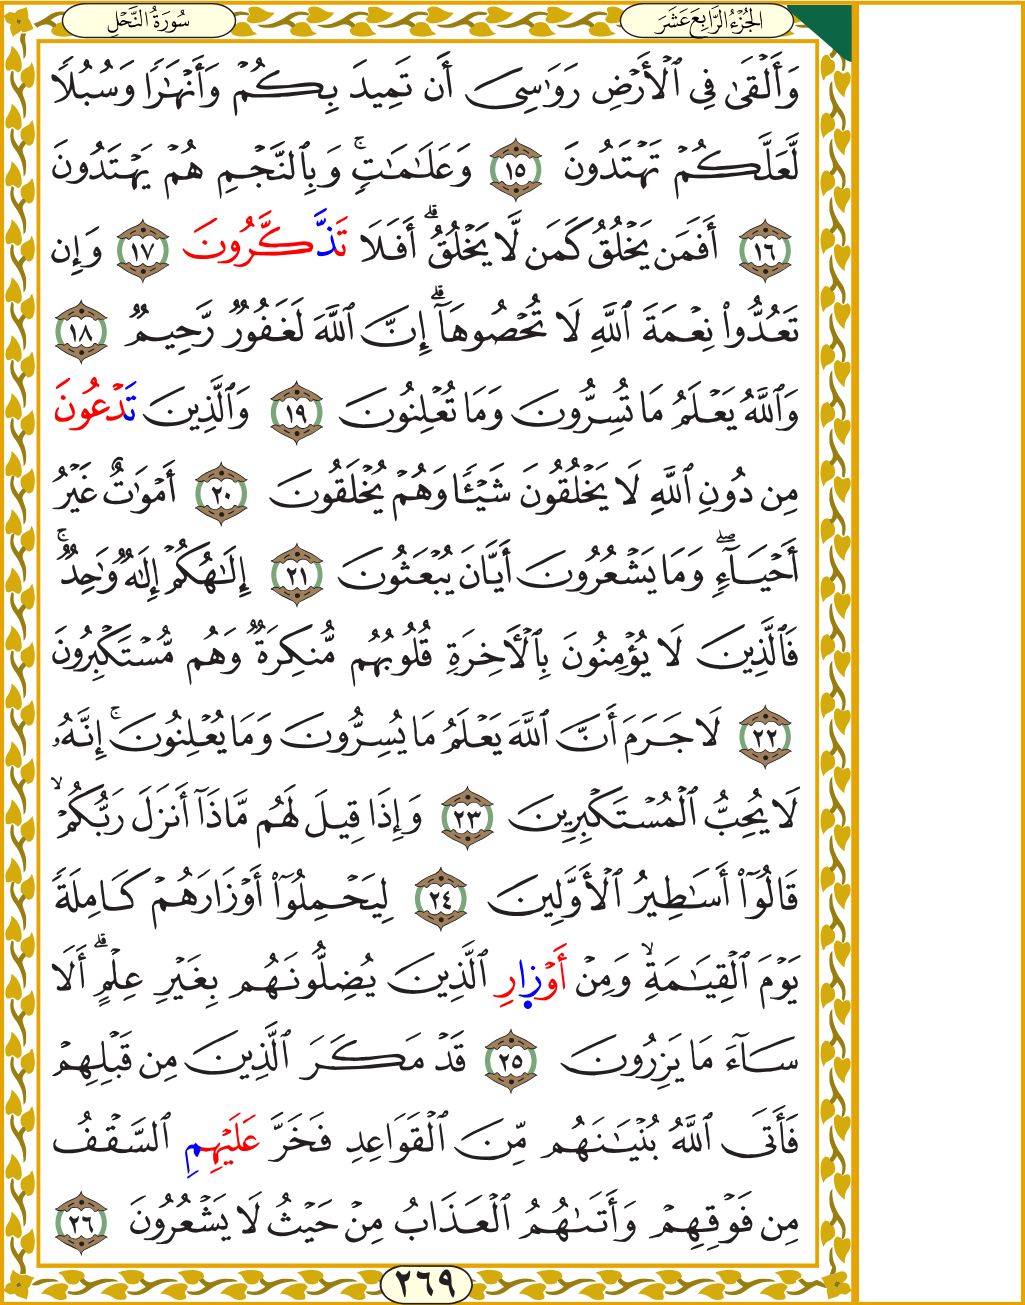 سُورَةُ النَّحْلِ
الجُزْءُ الرَّابِعَ عَشَرَ
وَأَلْقَىٰ فِي ٱلْأَرْضِ رَوَٰسِىَ أَن تَمِيدَ بِكُمْ وَأَنْهَٰرًا وَسُبُلًا
لَّعَلَّكُمْ تَهْتَدُونَ ١٥ وَعَلَٰمَٰتٍۚ وَبِٱلنَّجْمِ هُمْ يَهْتَدُونَ
١٦ أَفَمَن يَخْلُقُ كَمَن لَّا يَخْلُقُۗ أَفَلَا تَذَّكَّرُونَ ١٧ وَإِن
تَعُدُّوا۟ نِعْمَةَ ٱللَّهِ لَا تُحْصُوهَآۗ إِنَّ ٱللَّهَ لَغَفُورٌ رَّحِيمٌ ١٨
وَٱللَّهُ يَعْلَمُ مَا تُسِرُّونَ وَمَا تُعْلِنُونَ ١٩ وَٱلَّذِينَ تَدْعُونَ
مِن دُونِ ٱللَّهِ لَا يَخْلُقُونَ شَيْـًٔا وَهُمْ يُخْلَقُونَ ٢٠ أَمْوَٰتٌ غَيْرُ
أَحْيَآءٍۖ وَمَا يَشْعُرُونَ أَيَّانَ يُبْعَثُونَ ٢١ إِلَٰهُكُمْ إِلَٰهٌ وَٰحِدٌۚ
فَٱلَّذِينَ لَا يُؤْمِنُونَ بِٱلْأَخِرَةِ قُلُوبُهُم مُّنكِرَةٌ وَهُم مُّسْتَكْبِرُونَ
٢٢ لَا جَرَمَ أَنَّ ٱللَّهَ يَعْلَمُ مَا يُسِرُّونَ وَمَا يُعْلِنُونَۚ إِنَّهُۥ
لَا يُحِبُّ ٱلْمُسْتَكْبِرِينَ ٢٣ وَإِذَا قِيلَ لَهُم مَّاذَآ أَنزَلَ رَبُّكُمْۙ
قَالُوٓا۟ أَسَٰطِيرُ ٱلْأَوَّلِينَ ٢٤ لِيَحْمِلُوٓا۟ أَوْزَارَهُمْ كَامِلَةً
يَوْمَ ٱلْقِيَٰمَةِۙ وَمِنْ أَوْزَارِ ٱلَّذِينَ يُضِلُّونَهُم بِغَيْرِ عِلْمٍۗ أَلَا
سَآءَ مَا يَزِرُونَ ٢٥ قَدْ مَكَرَ ٱلَّذِينَ مِن قَبْلِهِمْ
فَأَتَى ٱللَّهُ بُنْيَٰنَهُم مِّنَ ٱلْقَوَاعِدِ فَخَرَّ عَلَيْهِمِ ٱلسَّقْفُ
مِن فَوْقِهِمْ وَأَتَىٰهُمُ ٱلْعَذَابُ مِنْ حَيْثُ لَا يَشْعُرُونَ ٢٦
٢٦٩